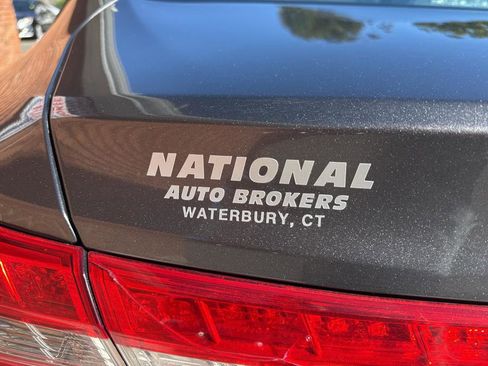 NATIONAL
AUTO BROKERS
WATERBURY, CT